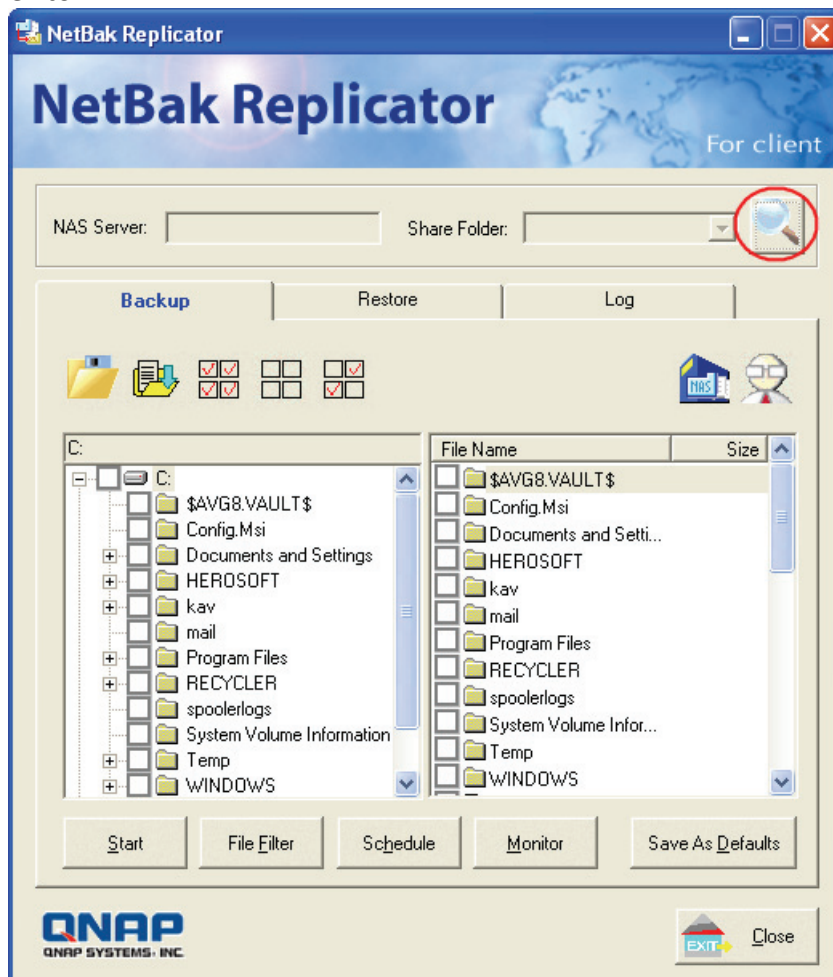 NetBak Replicator
NetBak Replicator
For client
NAS Server:
Share Folder:
Backup
Restore
Log
NAS
C:
C:
$AVG8.VAULT$
Config.Msi
Documents and Settings
HEROSOFT
kav
mail
Program Files
RECYCLER
spoolerlogs
System Volume Information
Temp
WINDOWS
File Name
Size
$AVG8.VAULT$
Config.Msi
Documents and Setti...
HEROSOFT
kav
mail
Program Files
RECYCLER
spoolerlogs
System Volume Infor...
Temp
WINDOWS
Start
File Filter
Schedule
Monitor
Save As Defaults
QNAP
QNAP SYSTEMS, INC.
EXIT
Close